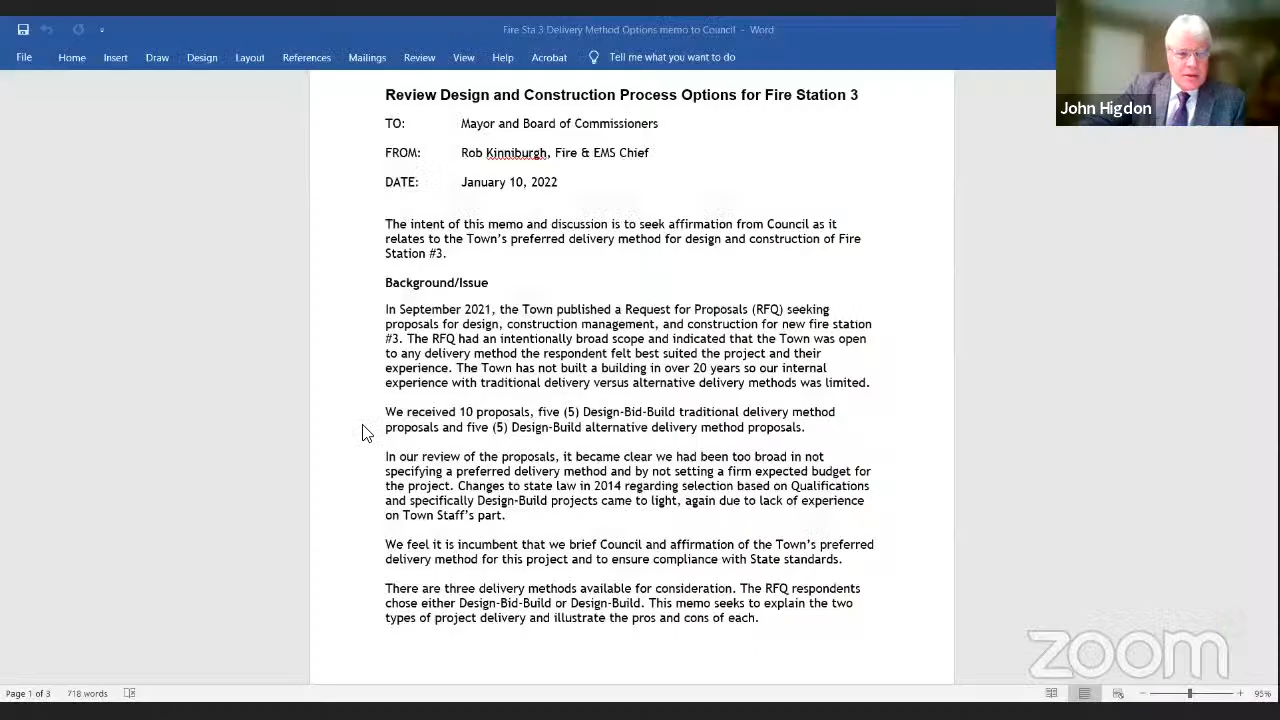 Fire Sta 3 Delivery Method Options memo to Council - Word
File Home Insert Draw Design Layout References Mailings Review View Help Acrobat Tell me what you want to do
John Higdon
Review Design and Construction Process Options for Fire Station 3
TO: Mayor and Board of Commissioners
FROM: Rob Kinniburgh, Fire & EMS Chief
DATE: January 10, 2022
The intent of this memo and discussion is to seek affirmation from Council as it
relates to the Town's preferred delivery method for design and construction of Fire
Station #3.
Background/Issue
In September 2021, the Town published a Request for Proposals (RFQ) seeking
proposals for design, construction management, and construction for new fire station
#3. The RFQ had an intentionally broad scope and indicated that the Town was open
to any delivery method the respondent felt best suited the project and their
experience. The Town has not built a building in over 20 years so our internal
experience with traditional delivery versus alternative delivery methods was limited.
We received 10 proposals, five (5) Design-Bid-Build traditional delivery method
proposals and five (5) Design-Build alternative delivery method proposals.
In our review of the proposals, it became clear we had been too broad in not
specifying a preferred delivery method and by not setting a firm expected budget for
the project. Changes to state law in 2014 regarding selection based on Qualifications
and specifically Design-Build projects came to light, again due to lack of experience
on Town Staff's part.
We feel it is incumbent that we brief Council and affirmation of the Town's preferred
delivery method for this project and to ensure compliance with State standards.
There are three delivery methods available for consideration. The RFQ respondents
chose either Design-Bid-Build or Design-Build. This memo seeks to explain the two
types of project delivery and illustrate the pros and cons of each.
zoom
Page 1 of 3 718 words 95%